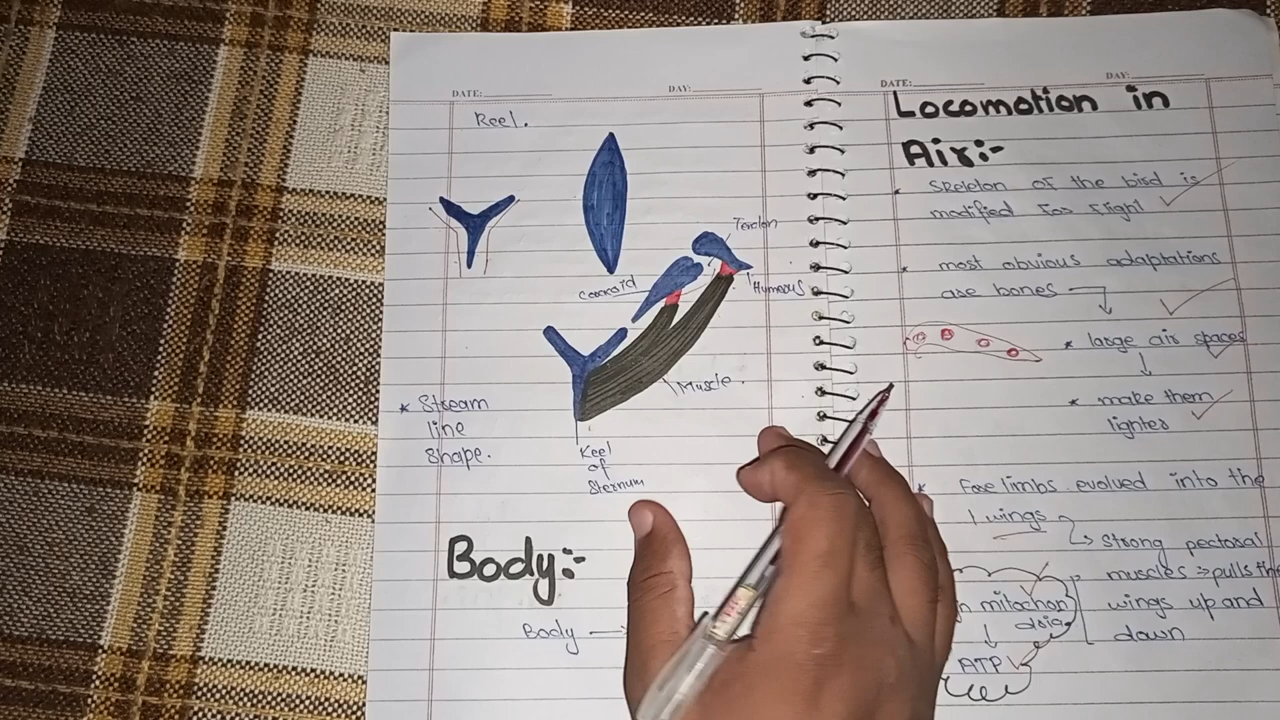 DATE:
DAY:
Keel.
Tendon
Coracoid
Humerus
Muscle.
* Stream
line
shape.
Keel
of
Sternum
Body:-
Body →
DATE:
DAY:
Locomotion in
Air:-
* Skeleton of the bird is
modified for flight
* most obvious adaptations
are bones
* large air spaces
↓
* make them
lighter
* Fore limbs evolved into the
wings
→ strong pectoral
muscles → pulls the
wings up and
down
mitochon
dria
↓
ATP